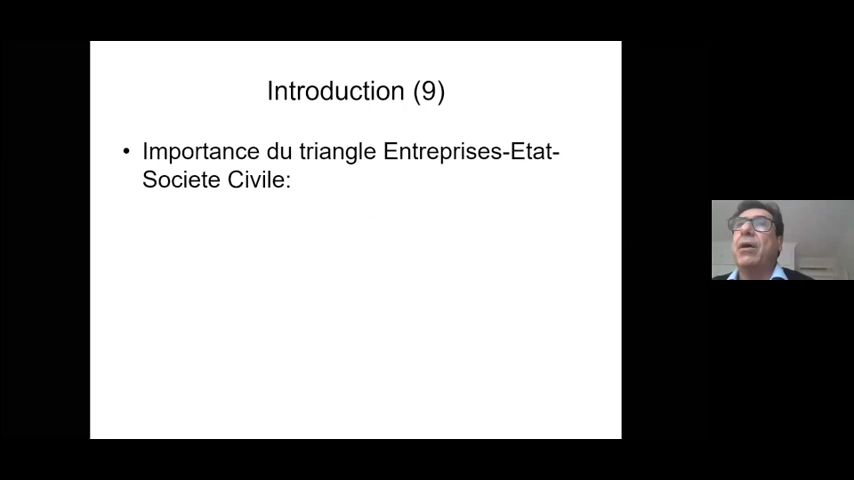 Introduction (9)
• Importance du triangle Entreprises-Etat-
Societe Civile: